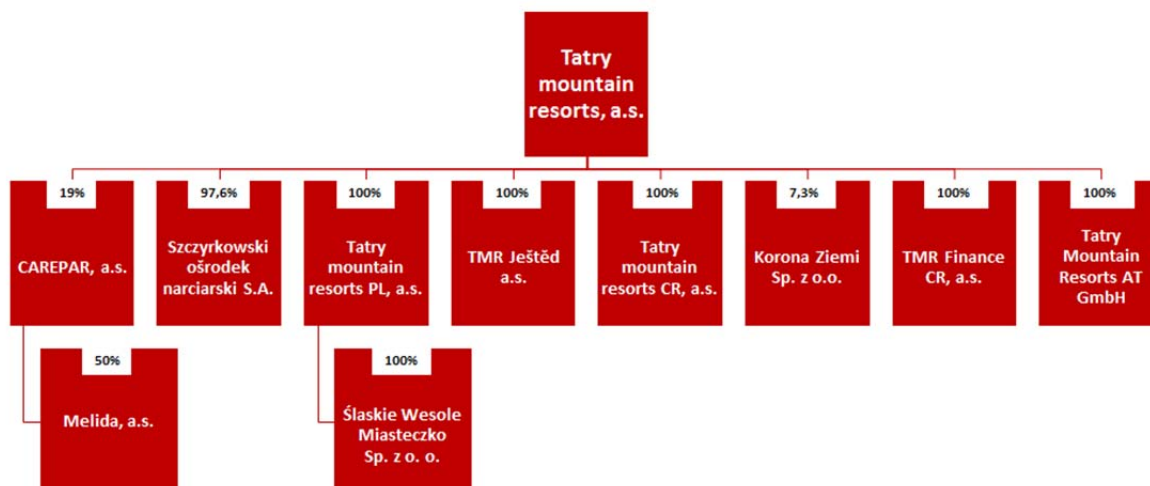 Tatry
mountain
resorts, a.s.
19%
CAREPAR, a.s.
97,6%
Szczyrkowski
ośrodek
narciarski S.A.
100%
Tatry
mountain
resorts PL, a.s.
100%
TMR Ještěd
a.s.
100%
Tatry
mountain
resorts CR, a.s.
7,3%
Korona Ziemi
Sp. z o.o.
100%
TMR Finance
CR, a.s.
100%
Tatry
Mountain
Resorts AT
GmbH
50%
Melida, a.s.
100%
Ślaskie Wesole
Miasteczko
Sp. z o. o.